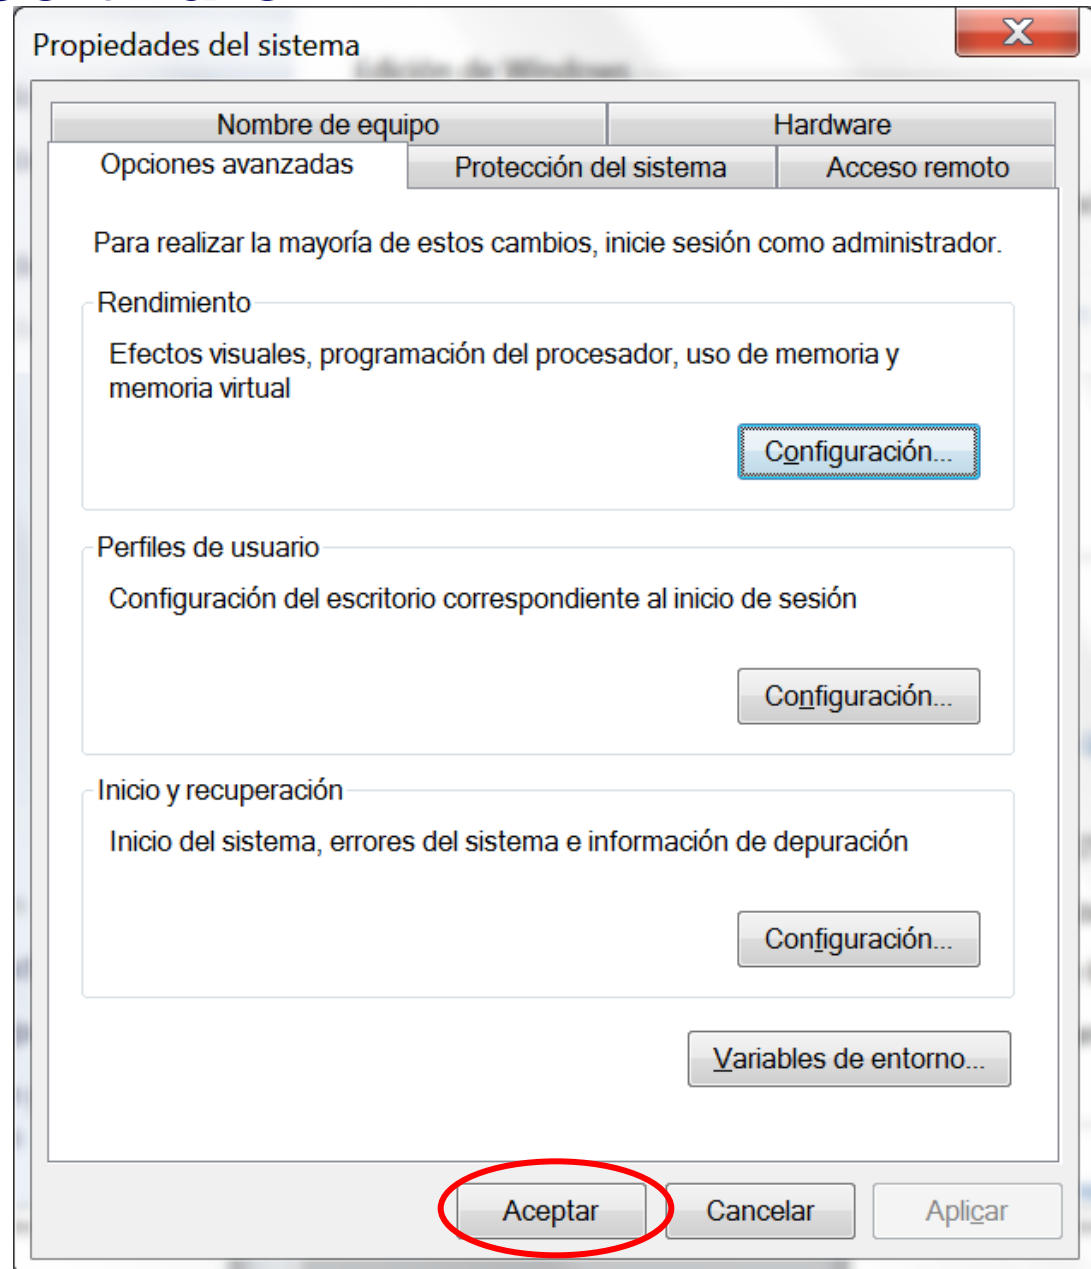 Propiedades del sistema
Edición de Windows
Nombre de equipo
Hardware
Opciones avanzadas
Protección del sistema
Acceso remoto
Para realizar la mayoría de estos cambios, inicie sesión como administrador.
Rendimiento
Efectos visuales, programación del procesador, uso de memoria y
memoria virtual
Configuración...
Perfiles de usuario
Configuración del escritorio correspondiente al inicio de sesión
Configuración...
Inicio y recuperación
Inicio del sistema, errores del sistema e información de depuración
Configuración...
Variables de entorno...
Aceptar
Cancelar
Aplicar